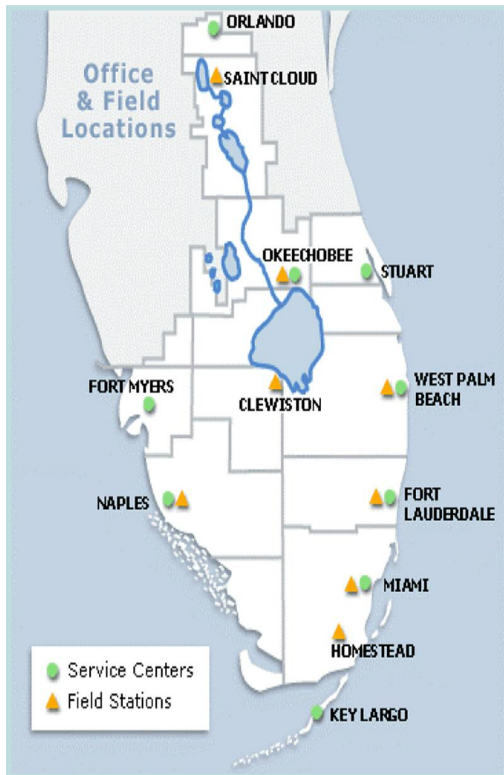 ORLANDO
Office
& Field
Locations
SAINT CLOUD
OKEECHOBEE
STUART
FORT MYERS
CLEWISTON
WEST PALM
BEACH
NAPLES
FORT
LAUDERDALE
MIAMI
HOMESTEAD
Service Centers
Field Stations
KEY LARGO